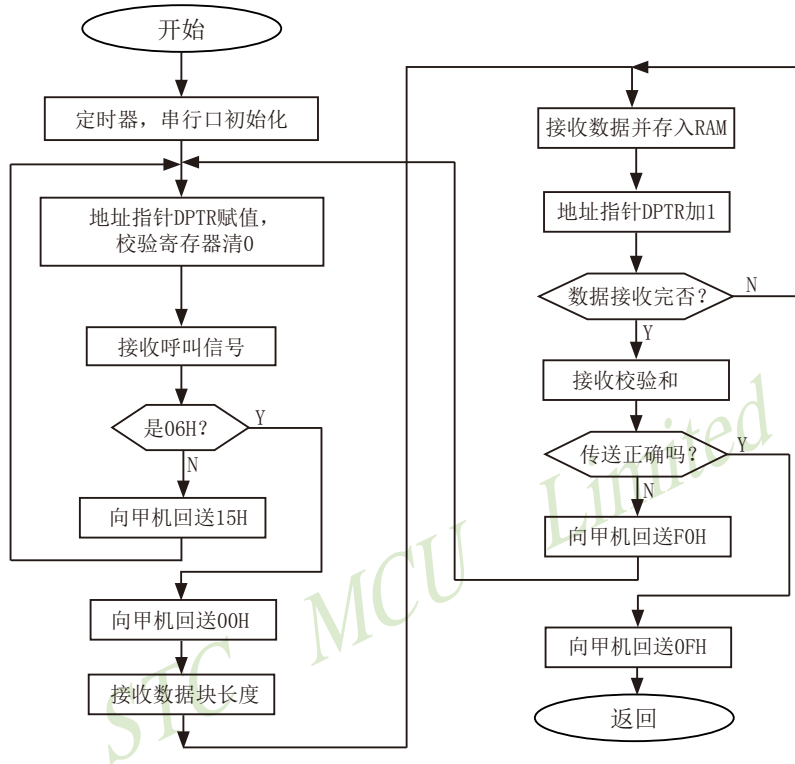 开始
定时器，串行口初始化
地址指针DPTR赋值，
校验寄存器清0
接收呼叫信号
是06H？
Y
N
向甲机回送15H
向甲机回送00H
接收数据块长度
接收数据并存入RAM
地址指针DPTR加1
数据接收完否？
N
Y
接收校验和
传送正确吗？
Y
N
向甲机回送F0H
向甲机回送0FH
返回
STC MCU Limited